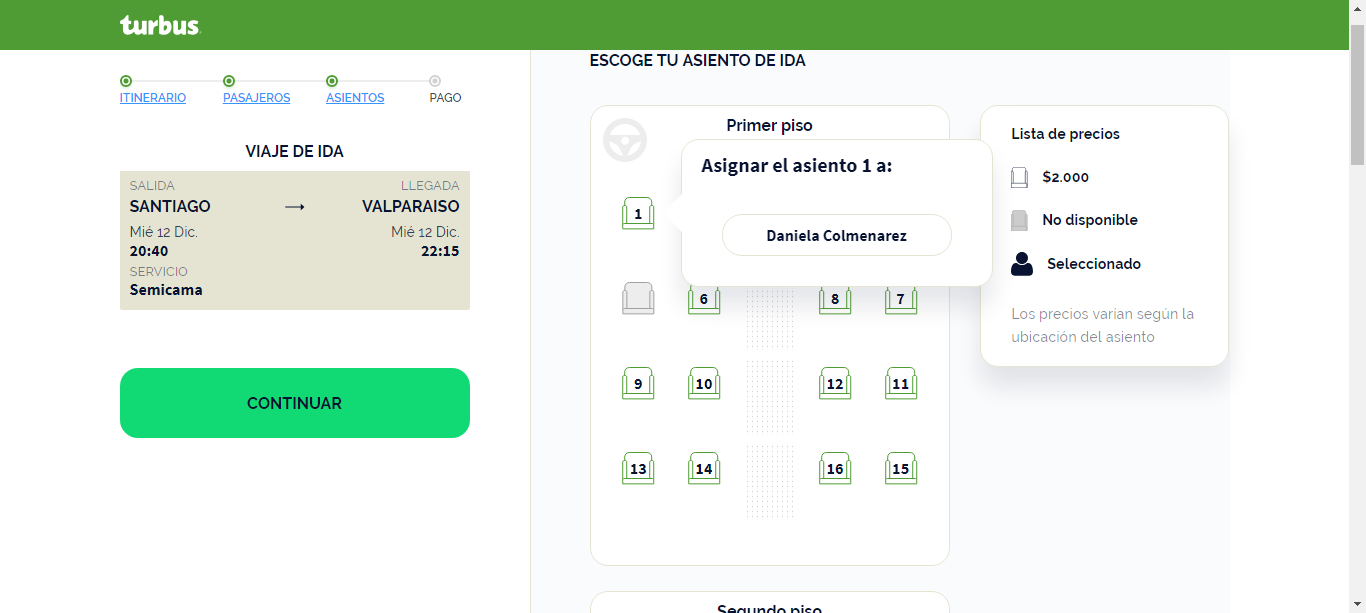 turbus
ITINERARIO
PASAJEROS
ASIENTOS
PAGO
VIAJE DE IDA
SALIDA
LLEGADA
SANTIAGO
VALPARAISO
Mié 12 Dic.
Mié 12 Dic.
20:40
22:15
SERVICIO
Semicama
CONTINUAR
ESCOGE TU ASIENTO DE IDA
Primer piso
Asignar el asiento 1 a:
Daniela Colmenarez
1
6
8
7
9
10
12
11
13
14
16
15
Segundo piso
Lista de precios
$2.000
No disponible
Seleccionado
Los precios varían según la
ubicación del asiento